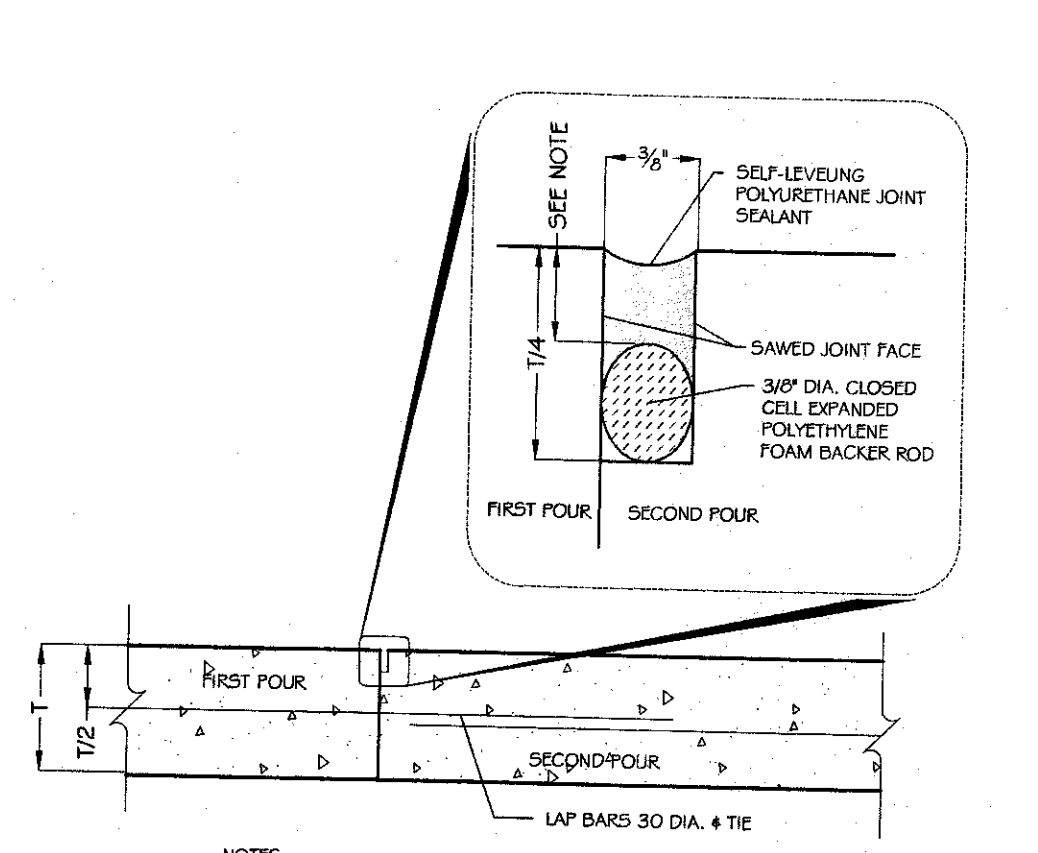 3/8"
SEE NOTE
SELF-LEVELING
POLYURETHANE JOINT
SEALANT
T/4
SAWED JOINT FACE
3/8" DIA. CLOSED
CELL EXPANDED
POLYETHYLENE
FOAM BACKER ROD
FIRST POUR
SECOND POUR
T
T/2
FIRST POUR
SECOND POUR
LAP BARS 30 DIA. & TIE
NOTES